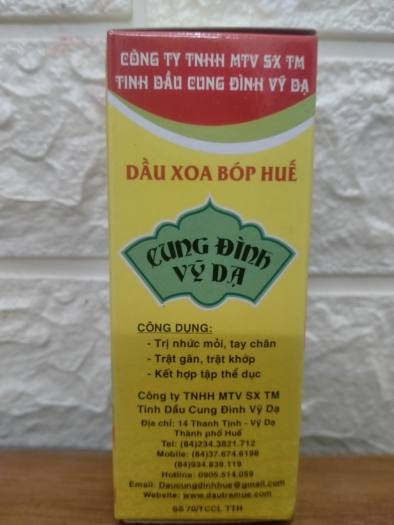 CÔNG TY TNHH MTV SX TM
TINH DẦU CUNG ĐÌNH VỸ DẠ
DẦU XOA BÓP HUẾ
CUNG ĐÌNH
VỸ DẠ
CÔNG DỤNG:
- Trị nhức mỏi, tay chân
- Trật gân, trật khớp
- Kết hợp tập thể dục
Công ty TNHH MTV SX TM
Tinh Dầu Cung Đình Vỹ Dạ
Địa chỉ: 14 Thanh Tịnh - Vỹ Dạ
Thành phố Huế
Tel: (84)234.3821.712
Mobile: (84)37.674.6198
(84)934.839.119
Hotline: 0905.514.059
Email: Daucungdinhhue@gmail.com
Website: www.dautramue.com
Số 70/TCCL TTH